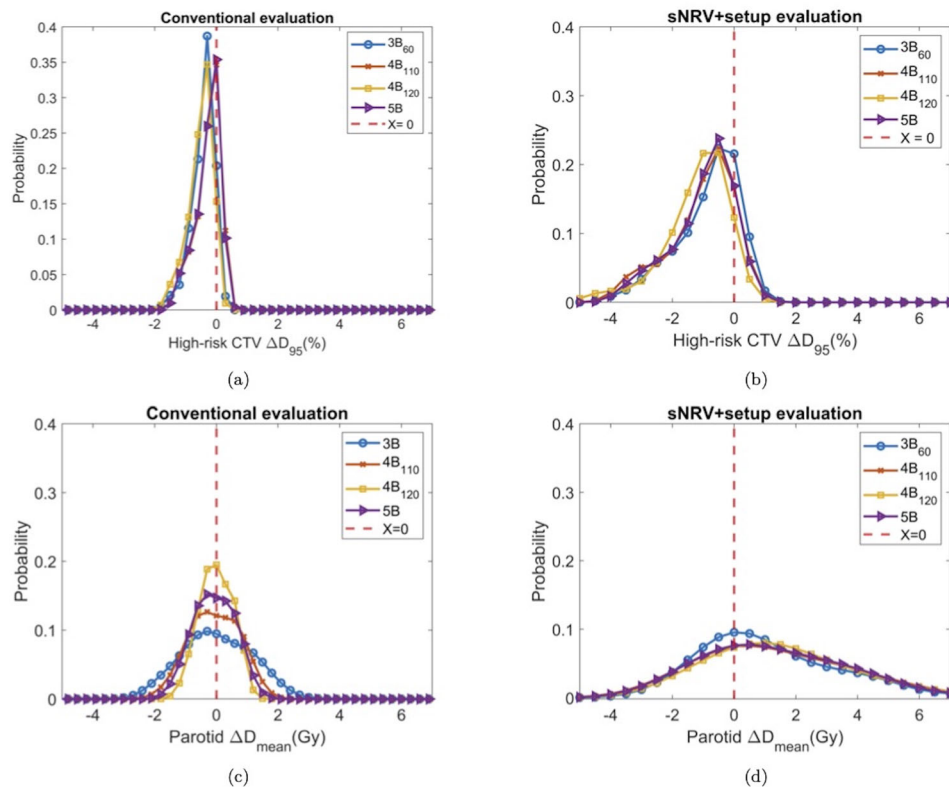 Conventional evaluation
0.4
0.35
0.3
0.25
0.2
0.15
0.1
0.05
0
Probability
3B60
4B110
4B120
5B
X= 0
-4 -2 0 2 4 6
High-risk CTV ΔD95(%)
(a)
sNRV+setup evaluation
0.4
0.3
0.2
0.1
0
Probability
3B60
4B110
4B120
5B
X = 0
-4 -2 0 2 4 6
High-risk CTV ΔD95(%)
(b)
Conventional evaluation
0.4
0.3
0.2
0.1
0
Probability
3B
4B110
4B120
5B
X=0
-4 -2 0 2 4 6
Parotid ΔDmean(Gy)
(c)
sNRV+setup evaluation
0.4
0.3
0.2
0.1
0
Probability
3B60
4B110
4B120
5B
X=0
-4 -2 0 2 4 6
Parotid ΔDmean(Gy)
(d)